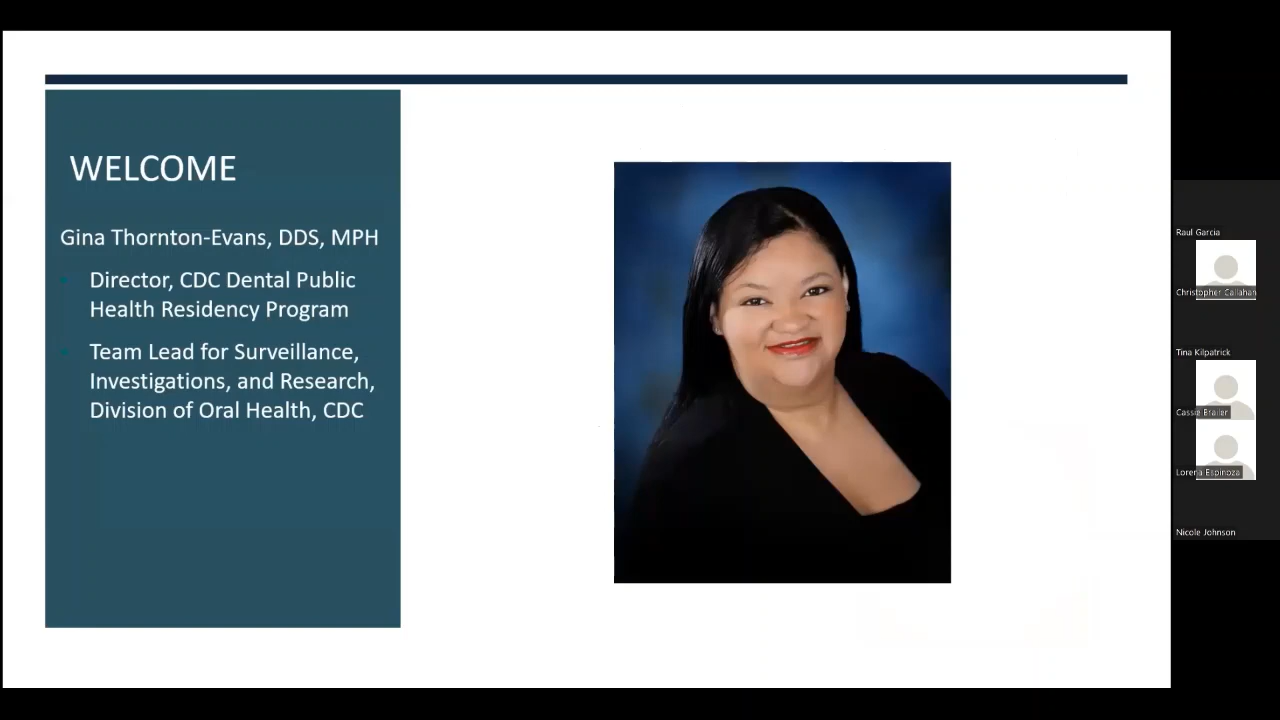 WELCOME
Gina Thornton-Evans, DDS, MPH
Director, CDC Dental Public
Health Residency Program
Team Lead for Surveillance,
Investigations, and Research,
Division of Oral Health, CDC
Raul Garcia
Christopher Callahan
Tina Kilpatrick
Cassie Brailer
Lorena Espinoza
Nicole Johnson